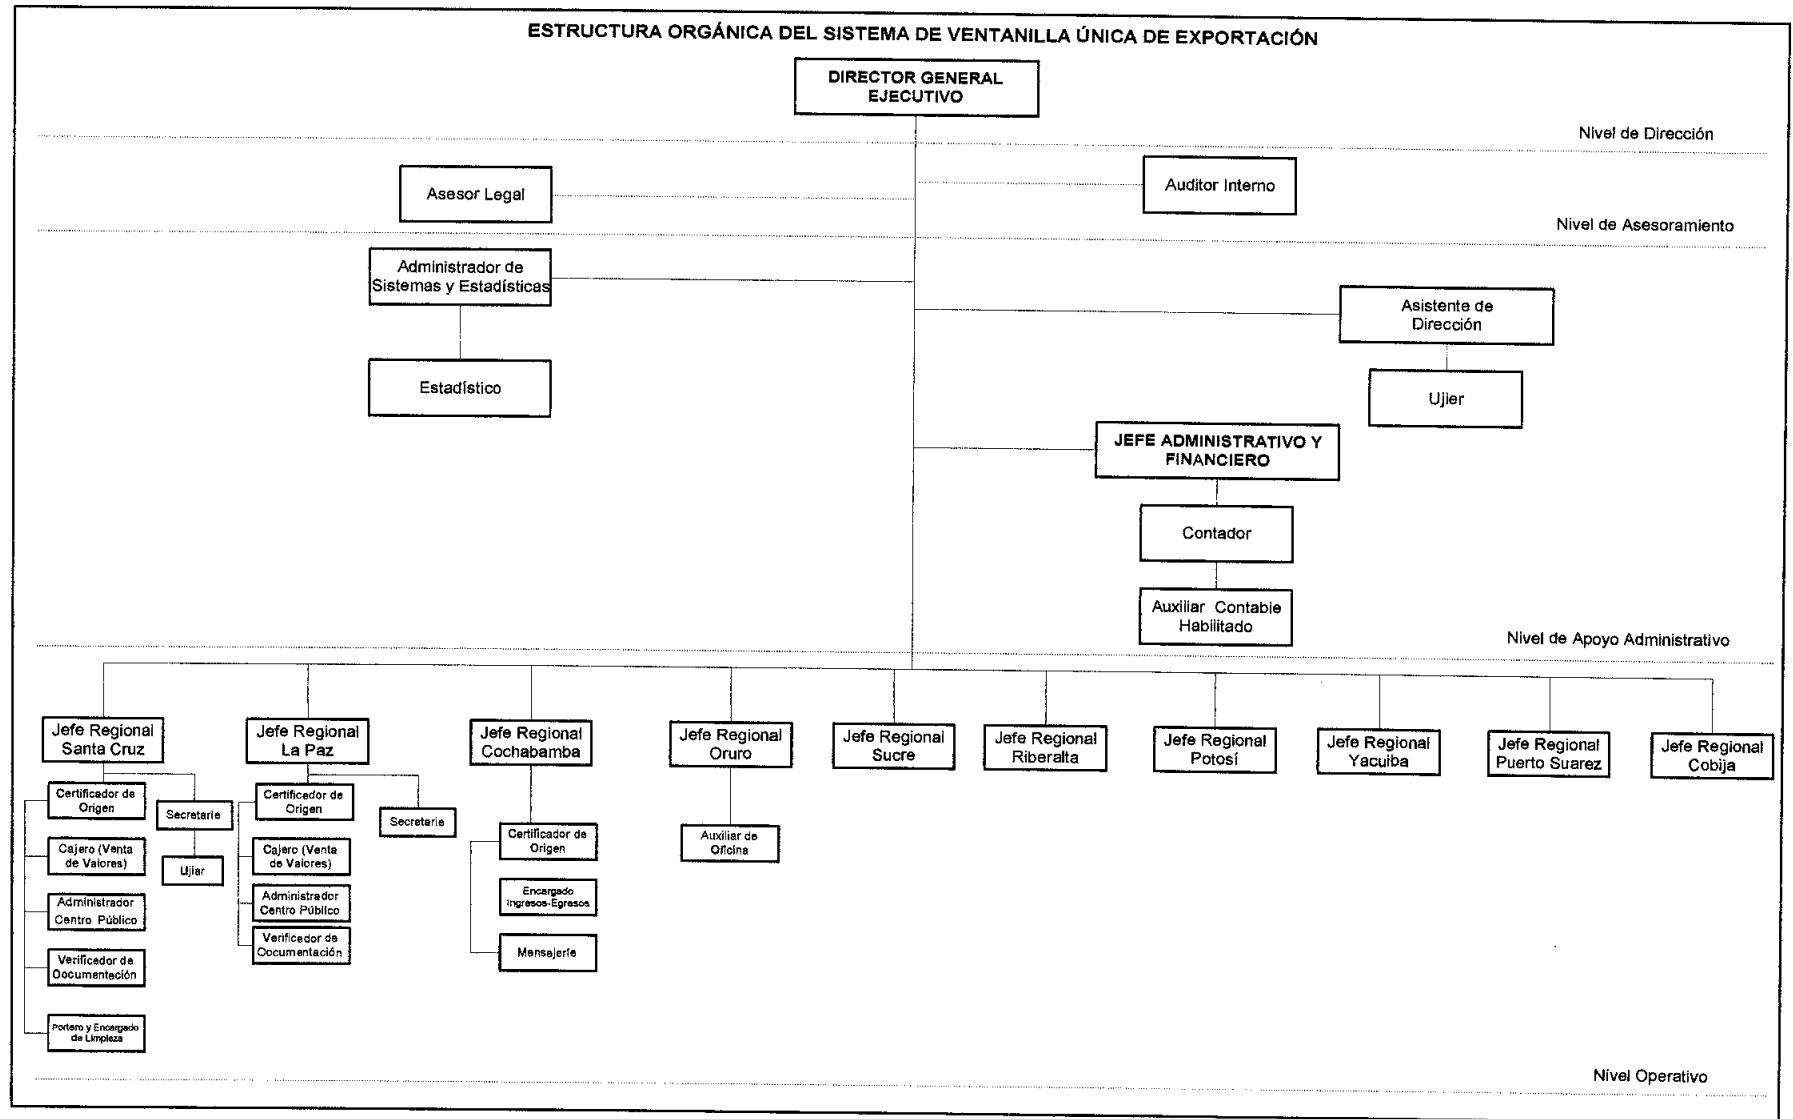 ESTRUCTURA ORGÁNICA DEL SISTEMA DE VENTANILLA ÚNICA DE EXPORTACIÓN
DIRECTOR GENERAL
EJECUTIVO
Nivel de Dirección
Asesor Legal
Auditor Interno
Nivel de Asesoramiento
Administrador de
Sistemas y Estadísticas
Asistente de
Dirección
Estadístico
Ujier
JEFE ADMINISTRATIVO Y
FINANCIERO
Contador
Auxiliar Contable
Habilitado
Nivel de Apoyo Administrativo
Jefe Regional
Santa Cruz
Jefe Regional
La Paz
Jefe Regional
Cochabamba
Jefe Regional
Oruro
Jefe Regional
Sucre
Jefe Regional
Riberalta
Jefe Regional
Potosí
Jefe Regional
Yacuiba
Jefe Regional
Puerto Suarez
Jefe Regional
Cobija
Certificador de
Origen
Secretaria
Cajero (Venta
de Valores)
Ujier
Administrador
Centro Público
Verificador de
Documentación
Portero y Encargado
de Limpieza
Certificador de
Origen
Secretaria
Cajero (Venta
de Valores)
Administrador
Centro Público
Verificador de
Documentación
Certificador de
Origen
Encargado
Ingresos-Egresos
Mensajería
Auxiliar de
Oficina
Nivel Operativo